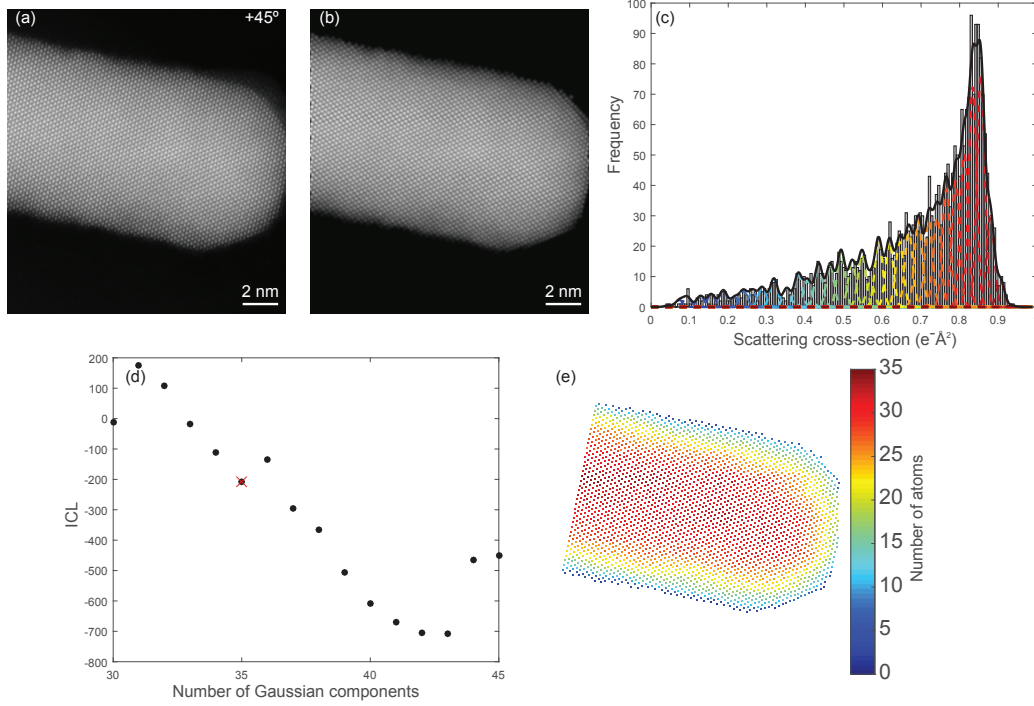 (a)
+45º
2 nm
(b)
2 nm
(c)
100
90
80
70
60
50
40
30
20
10
0
Frequency
0 0.1 0.2 0.3 0.4 0.5 0.6 0.7 0.8 0.9
Scattering cross-section (e⁻Å²)
(d)
200
100
0
-100
-200
-300
-400
-500
-600
-700
-800
ICL
30 35 40 45
Number of Gaussian components
(e)
35
30
25
20
15
10
5
0
Number of atoms